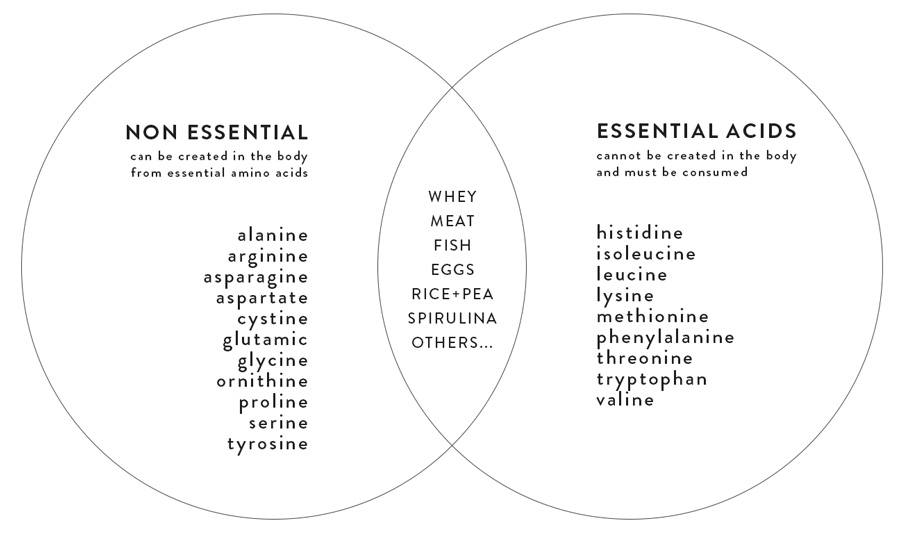 NON ESSENTIAL
can be created in the body
from essential amino acids
alanine
arginine
asparagine
aspartate
cystine
glutamic
glycine
ornithine
proline
serine
tyrosine
WHEY
MEAT
FISH
EGGS
RICE+PEA
SPIRULINA
OTHERS...
ESSENTIAL ACIDS
cannot be created in the body
and must be consumed
histidine
isoleucine
leucine
lysine
methionine
phenylalanine
threonine
tryptophan
valine